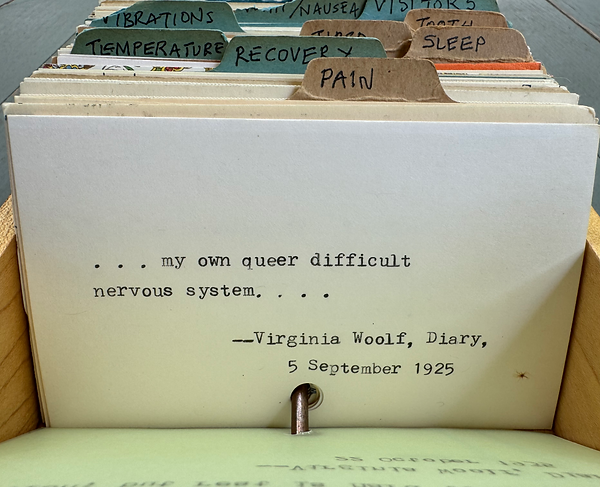 VIBRATIONS
/NAUSEA/
VISITORS
TEMPERATURE
RECOVERY
SLEEP
PAIN
. . . my own queer difficult
nervous system. . . .
--Virginia Woolf, Diary,
5 September 1925